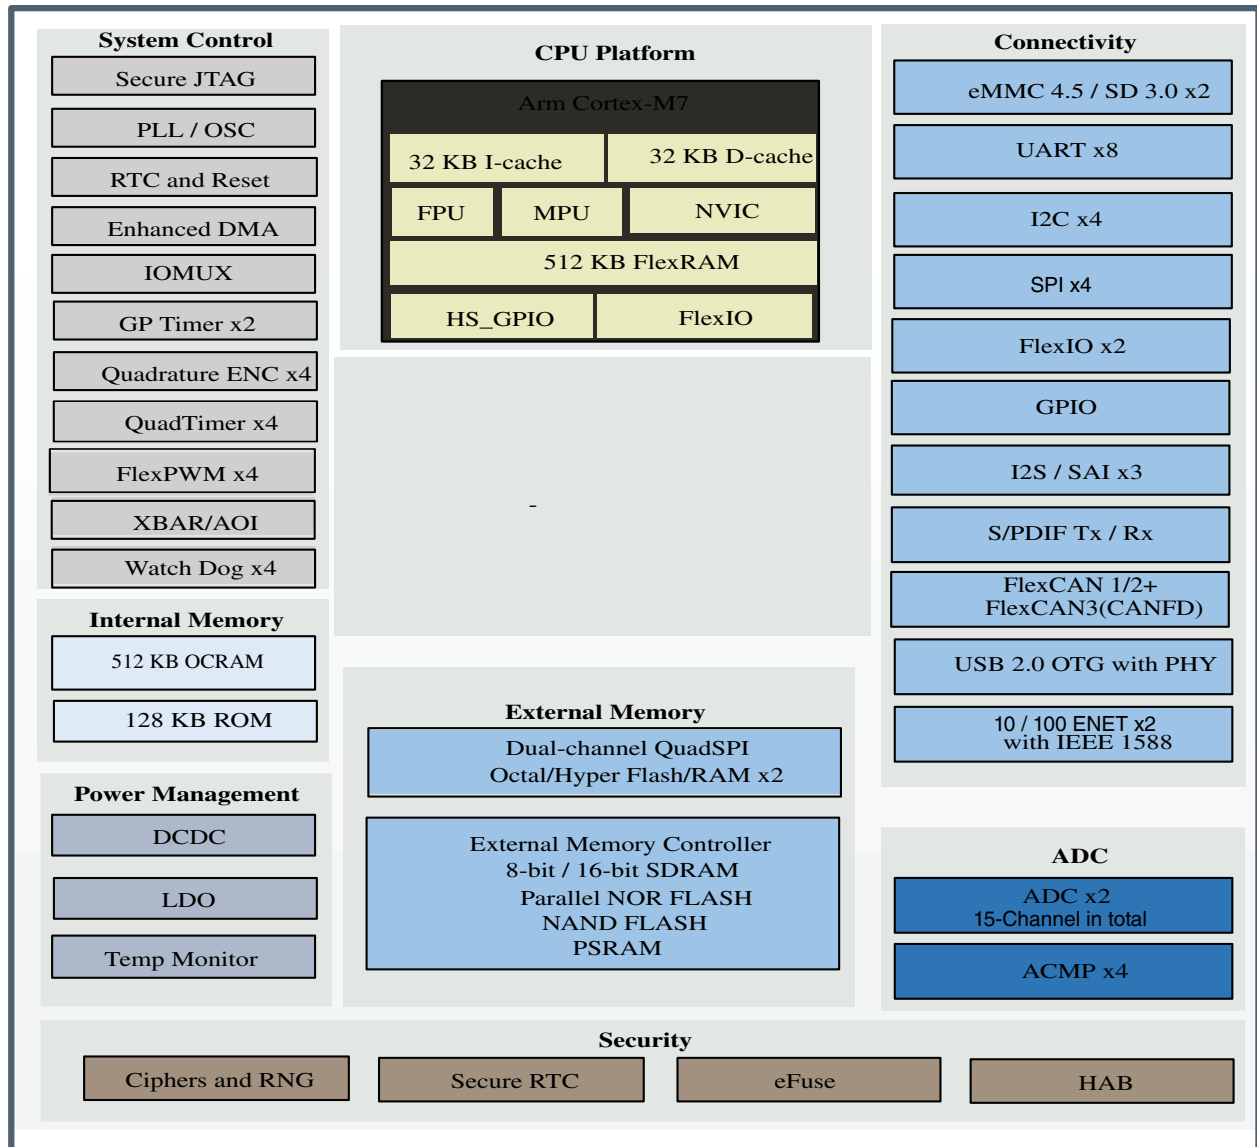 System Control
Secure JTAG
PLL / OSC
RTC and Reset
Enhanced DMA
IOMUX
GP Timer x2
Quadrature ENC x4
QuadTimer x4
FlexPWM x4
XBAR/AOI
Watch Dog x4
Internal Memory
512 KB OCRAM
128 KB ROM
Power Management
DCDC
LDO
Temp Monitor
CPU Platform
Arm Cortex-M7
32 KB I-cache
32 KB D-cache
FPU
MPU
NVIC
512 KB FlexRAM
HS_GPIO
FlexIO
-
External Memory
Dual-channel QuadSPI
Octal/Hyper Flash/RAM x2
External Memory Controller
8-bit / 16-bit SDRAM
Parallel NOR FLASH
NAND FLASH
PSRAM
Connectivity
eMMC 4.5 / SD 3.0 x2
UART x8
I2C x4
SPI x4
FlexIO x2
GPIO
I2S / SAI x3
S/PDIF Tx / Rx
FlexCAN 1/2+
FlexCAN3(CANFD)
USB 2.0 OTG with PHY
10 / 100 ENET x2
with IEEE 1588
ADC
ADC x2
15-Channel in total
ACMP x4
Security
Ciphers and RNG
Secure RTC
eFuse
HAB